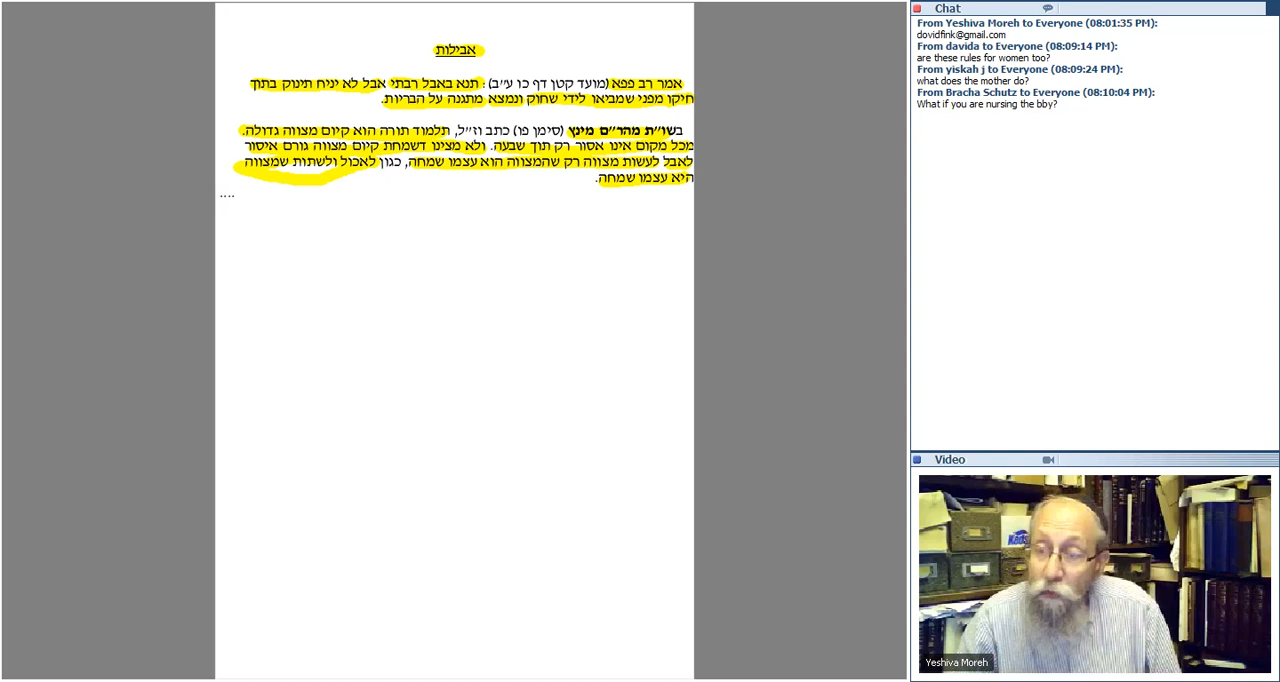 אבילות
אמר רב פפא (מועד קטן דף כו ע״ב) : תנא באבל רבתי אבל לא יניח תינוק בתוך
חיקו מפני שמביאו לידי שחוק ונמצא מתגנה על הבריות.
בשו״ת מהר״ם מינץ (סימן פו) כתב וז״ל, תלמוד תורה הוא קיום מצווה גדולה.
מכל מקום אינו אסור רק תוך שבעה. ולא מצינו דשמחת קיום מצווה גורם איסור
לאבל לעשות מצווה רק שהמצווה הוא עצמו שמחה, כגון לאכול ולשתות שמצווה
היא עצמו שמחה.
....
Chat
From Yeshiva Moreh to Everyone (08:01:35 PM):
dovidfink@gmail.com
From davida to Everyone (08:09:14 PM):
are these rules for women too?
From yiskah j to Everyone (08:09:24 PM):
what does the mother do?
From Bracha Schutz to Everyone (08:10:04 PM):
What if you are nursing the bby?
Video
Yeshiva Moreh